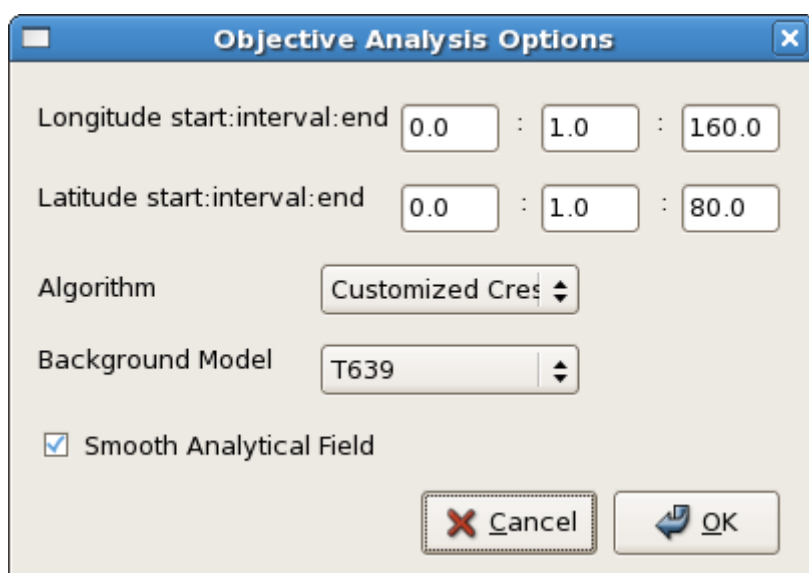 Objective Analysis Options
Longitude start:interval:end 0.0 : 1.0 : 160.0
Latitude start:interval:end 0.0 : 1.0 : 80.0
Algorithm Customized Cres
Background Model T639
Smooth Analytical Field
Cancel OK